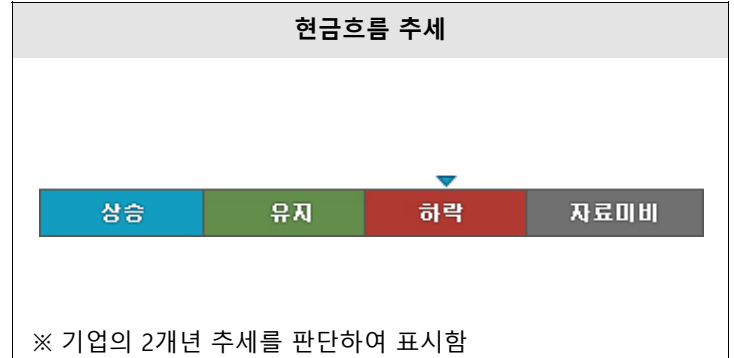 현금흐름 추세
상승 유지 하락 자료미비
※ 기업의 2개년 추세를 판단하여 표시함